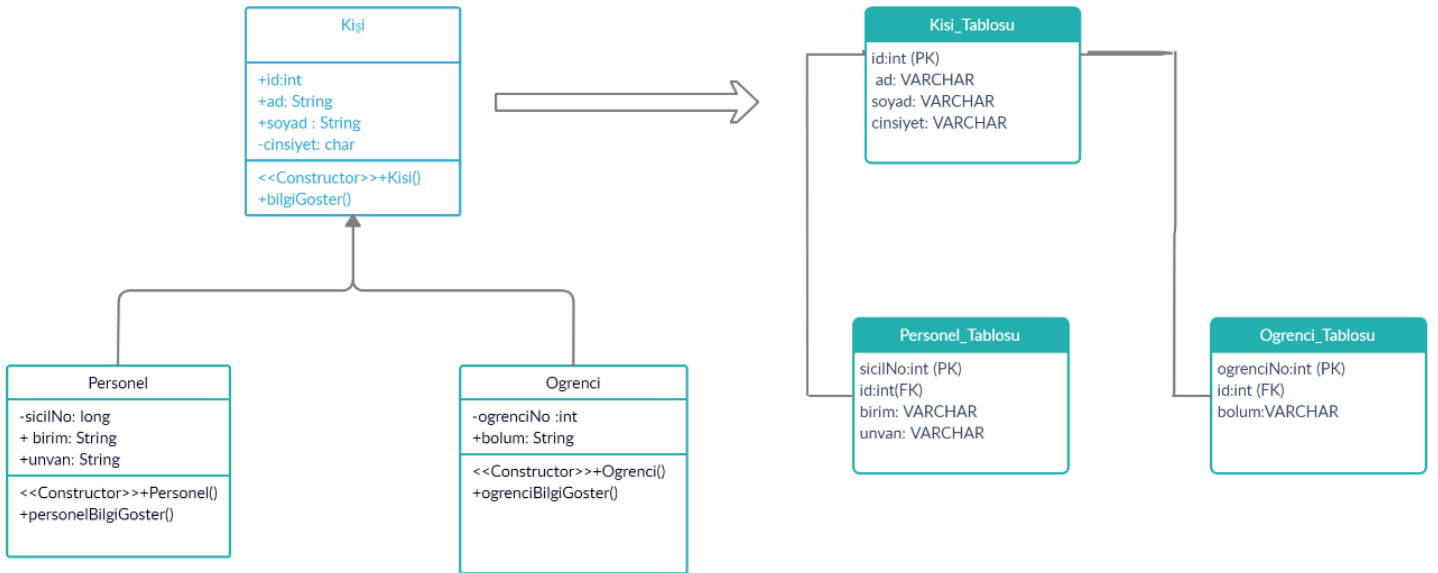 Kişi
+id:int
+ad: String
+soyad : String
-cinsiyet: char
<<Constructor>>+Kisi()
+bilgiGoster()
Personel
-sicilNo: long
+ birim: String
+unvan: String
<<Constructor>>+Personel()
+personelBilgiGoster()
Ogrenci
-ogrenciNo :int
+bolum: String
<<Constructor>>+Ogrenci()
+ogrenciBilgiGoster()
Kisi_Tablosu
id:int (PK)
ad: VARCHAR
soyad: VARCHAR
cinsiyet: VARCHAR
Personel_Tablosu
sicilNo:int (PK)
id:int(FK)
birim: VARCHAR
unvan: VARCHAR
Ogrenci_Tablosu
ogrenciNo:int (PK)
id:int (FK)
bolum:VARCHAR